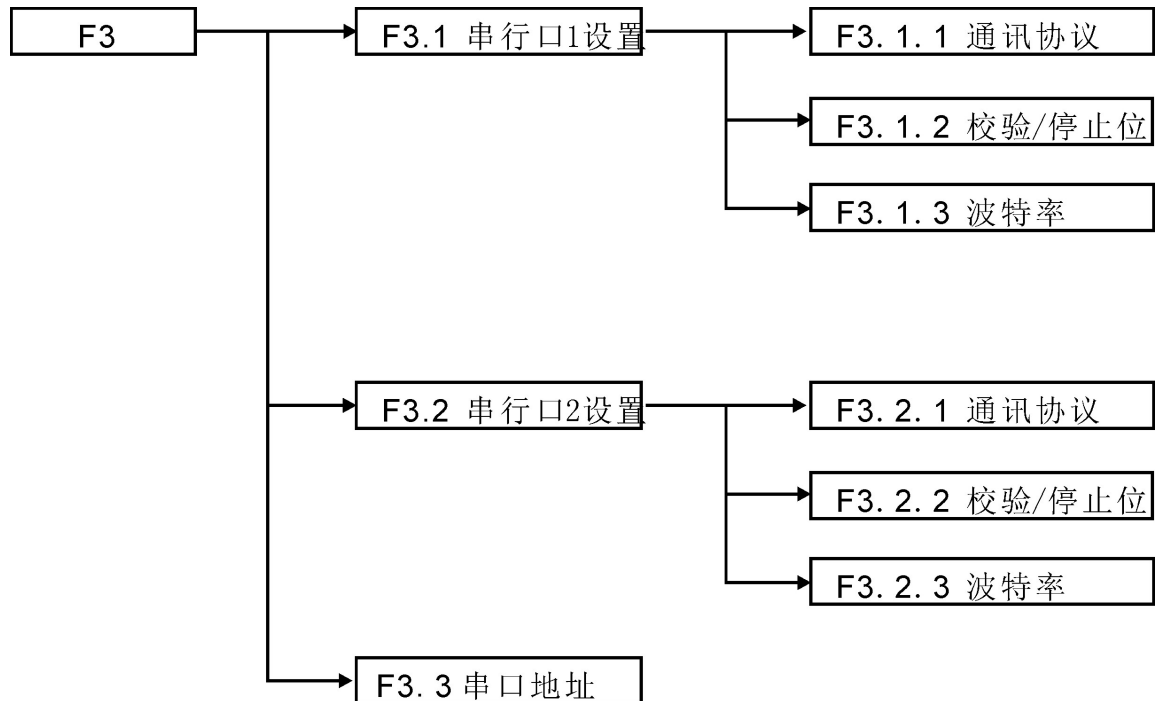 F3
F3.1 串行口1设置
F3.1.1 通讯协议
F3.1.2 校验/停止位
F3.1.3 波特率
F3.2 串行口2设置
F3.2.1 通讯协议
F3.2.2 校验/停止位
F3.2.3 波特率
F3.3 串口地址